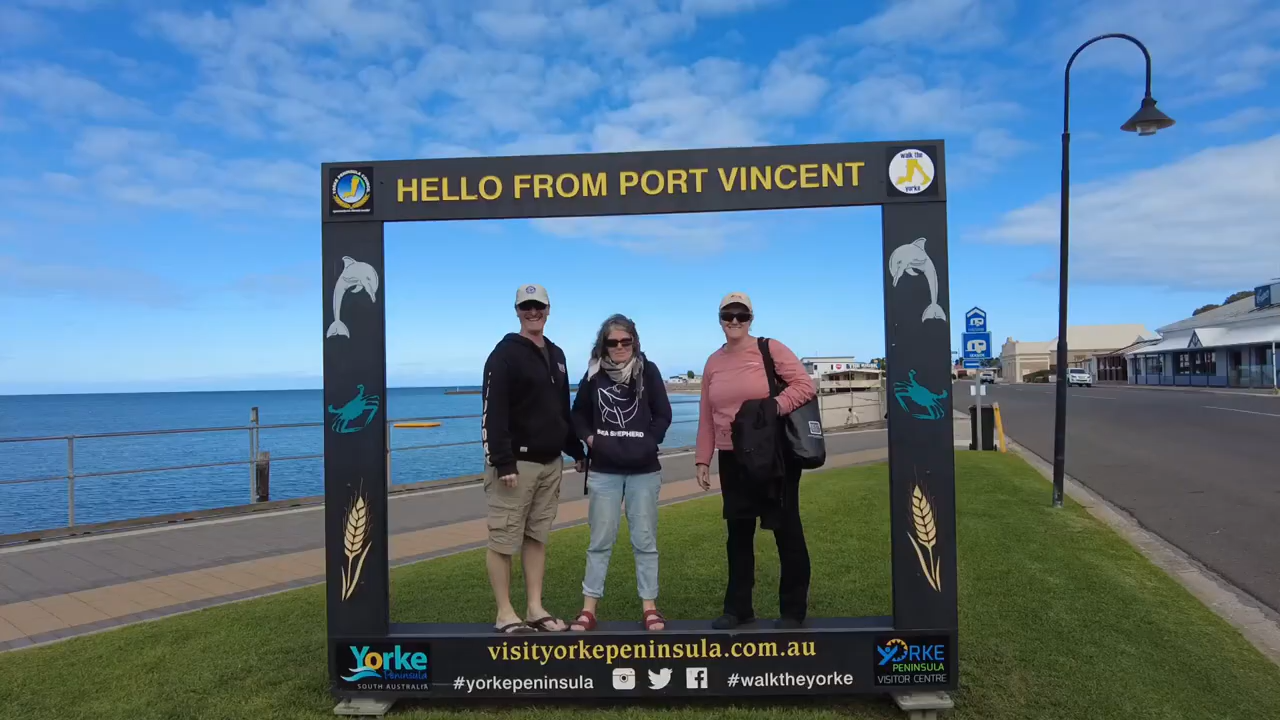 HELLO FROM PORT VINCENT
walk the
yorke
SEA SHEPHERD
visityorkepeninsula.com.au
Yorke
Peninsula
SOUTH AUSTRALIA
#yorkepeninsula
#walktheyorke
YORKE
PENINSULA
VISITOR CENTRE